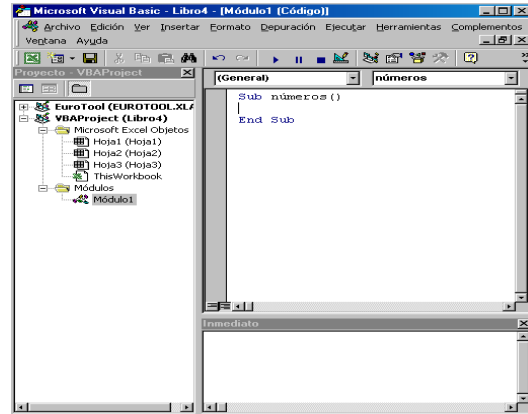 Microsoft Visual Basic - Libro4 - [Módulo1 (Código)]
Archivo Edición Ver Insertar Formato Depuración Ejecutar Herramientas Complementos
Ventana Ayuda
Proyecto - VBAProject
EuroTool (EUROTOOL.XLA
VBAProject (Libro4)
Microsoft Excel Objetos
Hoja1 (Hoja1)
Hoja2 (Hoja2)
Hoja3 (Hoja3)
ThisWorkbook
Módulos
Módulo1
(General)
números
Sub números()
End Sub
Inmediato